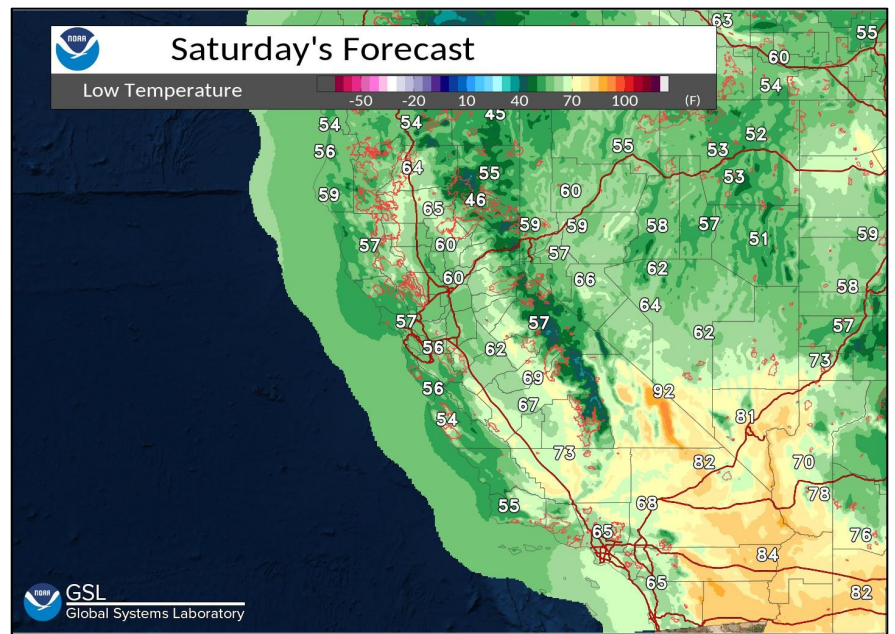 NOAA
Saturday's Forecast
Low Temperature
-50 -20 10 40 70 100 (F)
63
55
60
54
54 54 45
56
52
55 53
64 55 53
59 60
65 46
59 59 58 57 51 59
57 60 57
60 66 62 58
64
57 57 57
56 62 62
73
69
56 67 92
54 81
73 82 70
78
55 68
65 76
84
65 82
NOAA
GSL
Global Systems Laboratory